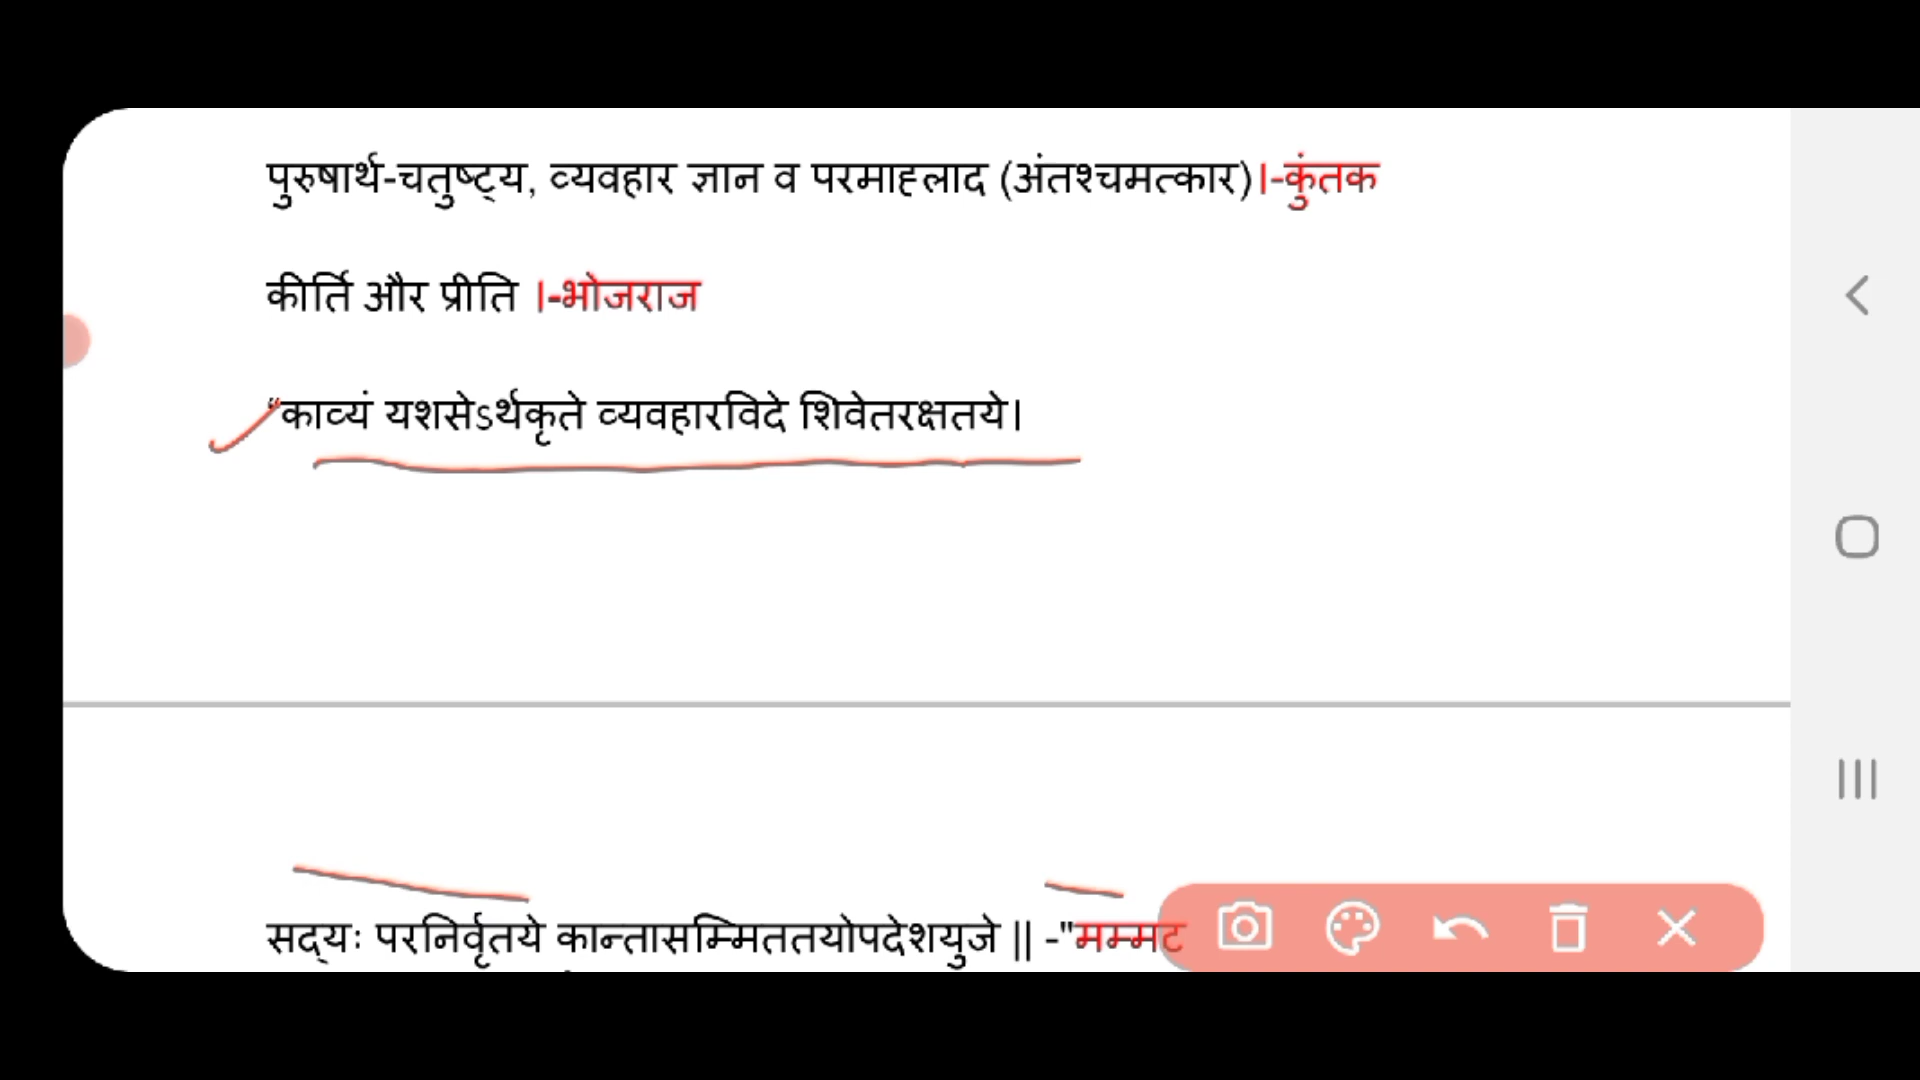 पुरुषार्थ-चतुष्ट्य, व्यवहार ज्ञान व परमाह्लाद (अंतश्चमत्कार)।-कुंतक
कीर्ति और प्रीति ।-भोजराज
"काव्यं यशसेऽर्थकृते व्यवहारविदे शिवेतरक्षतये।
सद्यः परनिर्वृतये कान्तासम्मिततयोपदेशयुजे || -"मम्मट